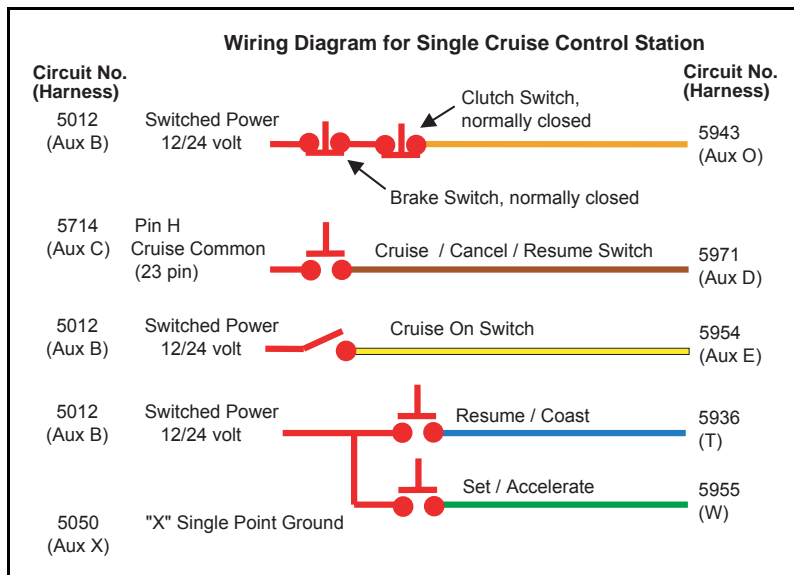 Wiring Diagram for Single Cruise Control Station
Circuit No.
(Harness)
Circuit No.
(Harness)
5012
(Aux B)
Switched Power
12/24 volt
Clutch Switch,
normally closed
Brake Switch, normally closed
5943
(Aux O)
5714
(Aux C)
Pin H
Cruise Common
(23 pin)
Cruise / Cancel / Resume Switch
5971
(Aux D)
5012
(Aux B)
Switched Power
12/24 volt
Cruise On Switch
5954
(Aux E)
5012
(Aux B)
Switched Power
12/24 volt
Resume / Coast
5936
(T)
Set / Accelerate
5955
(W)
5050
(Aux X)
"X" Single Point Ground